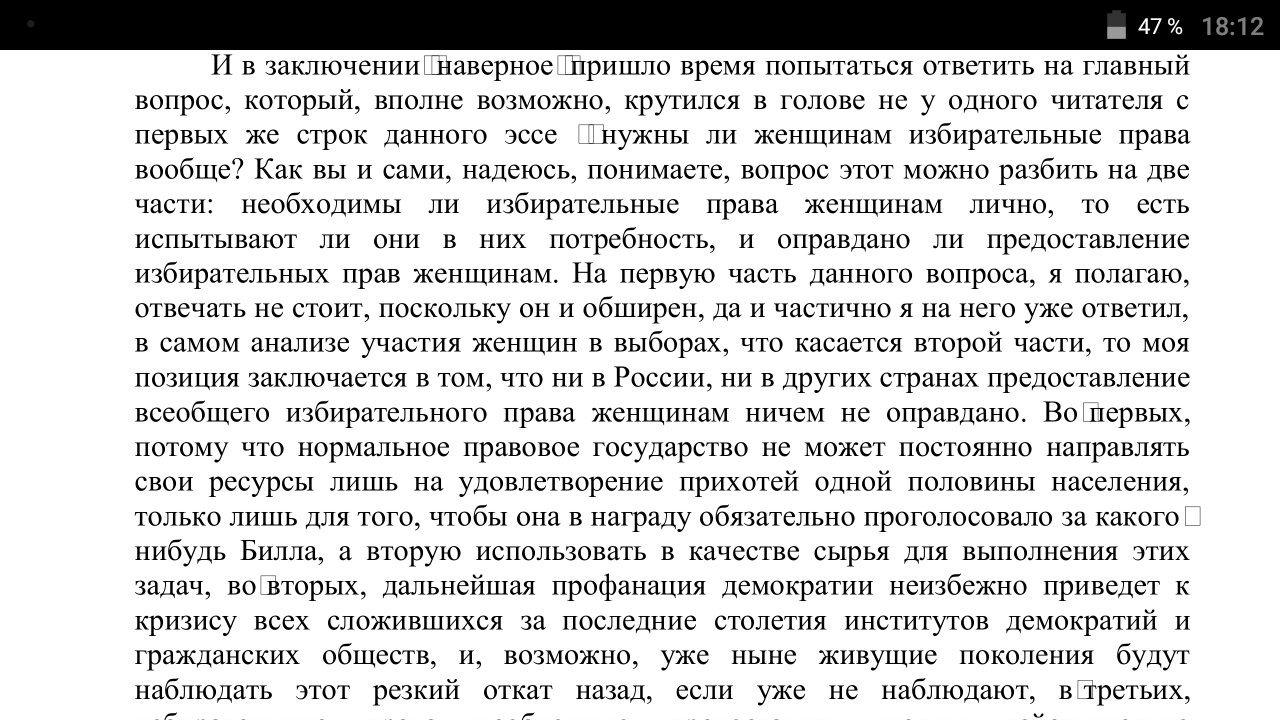 47 % 18:12
И в заключении наверное пришло время попытаться ответить на главный
вопрос, который, вполне возможно, крутился в голове не у одного читателя с
первых же строк данного эссе нужны ли женщинам избирательные права
вообще? Как вы и сами, надеюсь, понимаете, вопрос этот можно разбить на две
части: необходимы ли избирательные права женщинам лично, то есть
испытывают ли они в них потребность, и оправдано ли предоставление
избирательных прав женщинам. На первую часть данного вопроса, я полагаю,
отвечать не стоит, поскольку он и обширен, да и частично я на него уже ответил,
в самом анализе участия женщин в выборах, что касается второй части, то моя
позиция заключается в том, что ни в России, ни в других странах предоставление
всеобщего избирательного права женщинам ничем не оправдано. Во первых,
потому что нормальное правовое государство не может постоянно направлять
свои ресурсы лишь на удовлетворение прихотей одной половины населения,
только лишь для того, чтобы она в награду обязательно проголосовало за какого
нибудь Билла, а вторую использовать в качестве сырья для выполнения этих
задач, во вторых, дальнейшая профанация демократии неизбежно приведет к
кризису всех сложившихся за последние столетия институтов демократий и
гражданских обществ, и, возможно, уже ныне живущие поколения будут
наблюдать этот резкий откат назад, если уже не наблюдают, в третьих,